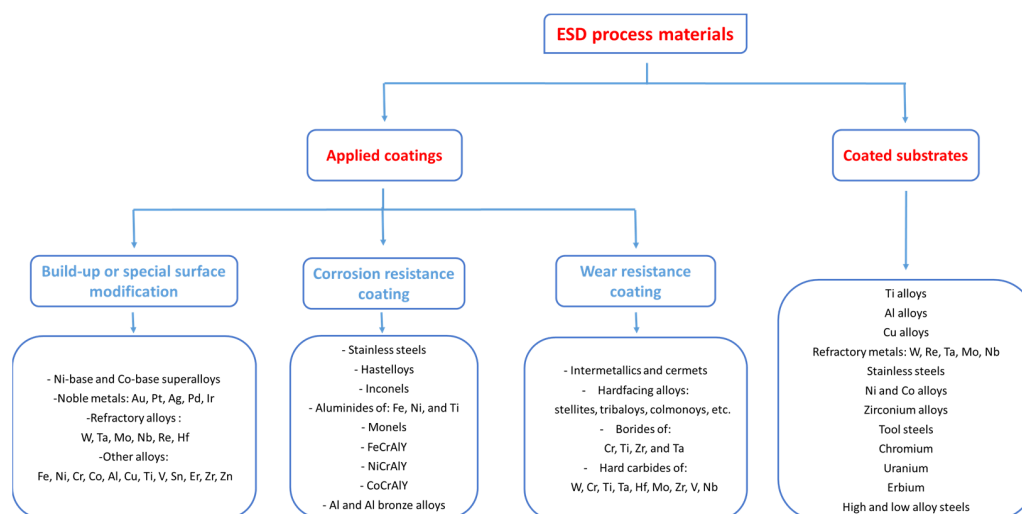 ESD process materials
Applied coatings
Coated substrates
Build-up or special surface
modification
Corrosion resistance
coating
Wear resistance
coating
- Ni-base and Co-base superalloys
-Noble metals: Au, Pt, Ag, Pd, Ir
-Refractory alloys :
W, Ta, Mo, Nb, Re, Hf
-Other alloys:
Fe, Ni, Cr, Co, Al, Cu, Ti, V, Sn, Er, Zr, Zn
- Stainless steels
- Hastelloys
- Inconels
- Aluminides of: Fe, Ni, and Ti
- Monels
- FeCrAlY
- NiCrAlY
- CoCrAlY
- Al and Al bronze alloys
- Intermetallics and cermets
- Hardfacing alloys:
stellites, tribaloys, colmonoys, etc.
- Borides of:
Cr, Ti, Zr, and Ta
- Hard carbides of:
W, Cr, Ti, Ta, Hf, Mo, Zr, V, Nb
Ti alloys
Al alloys
Cu alloys
Refractory metals: W, Re, Ta, Mo, Nb
Stainless steels
Ni and Co alloys
Zirconium alloys
Tool steels
Chromium
Uranium
Erbium
High and low alloy steels